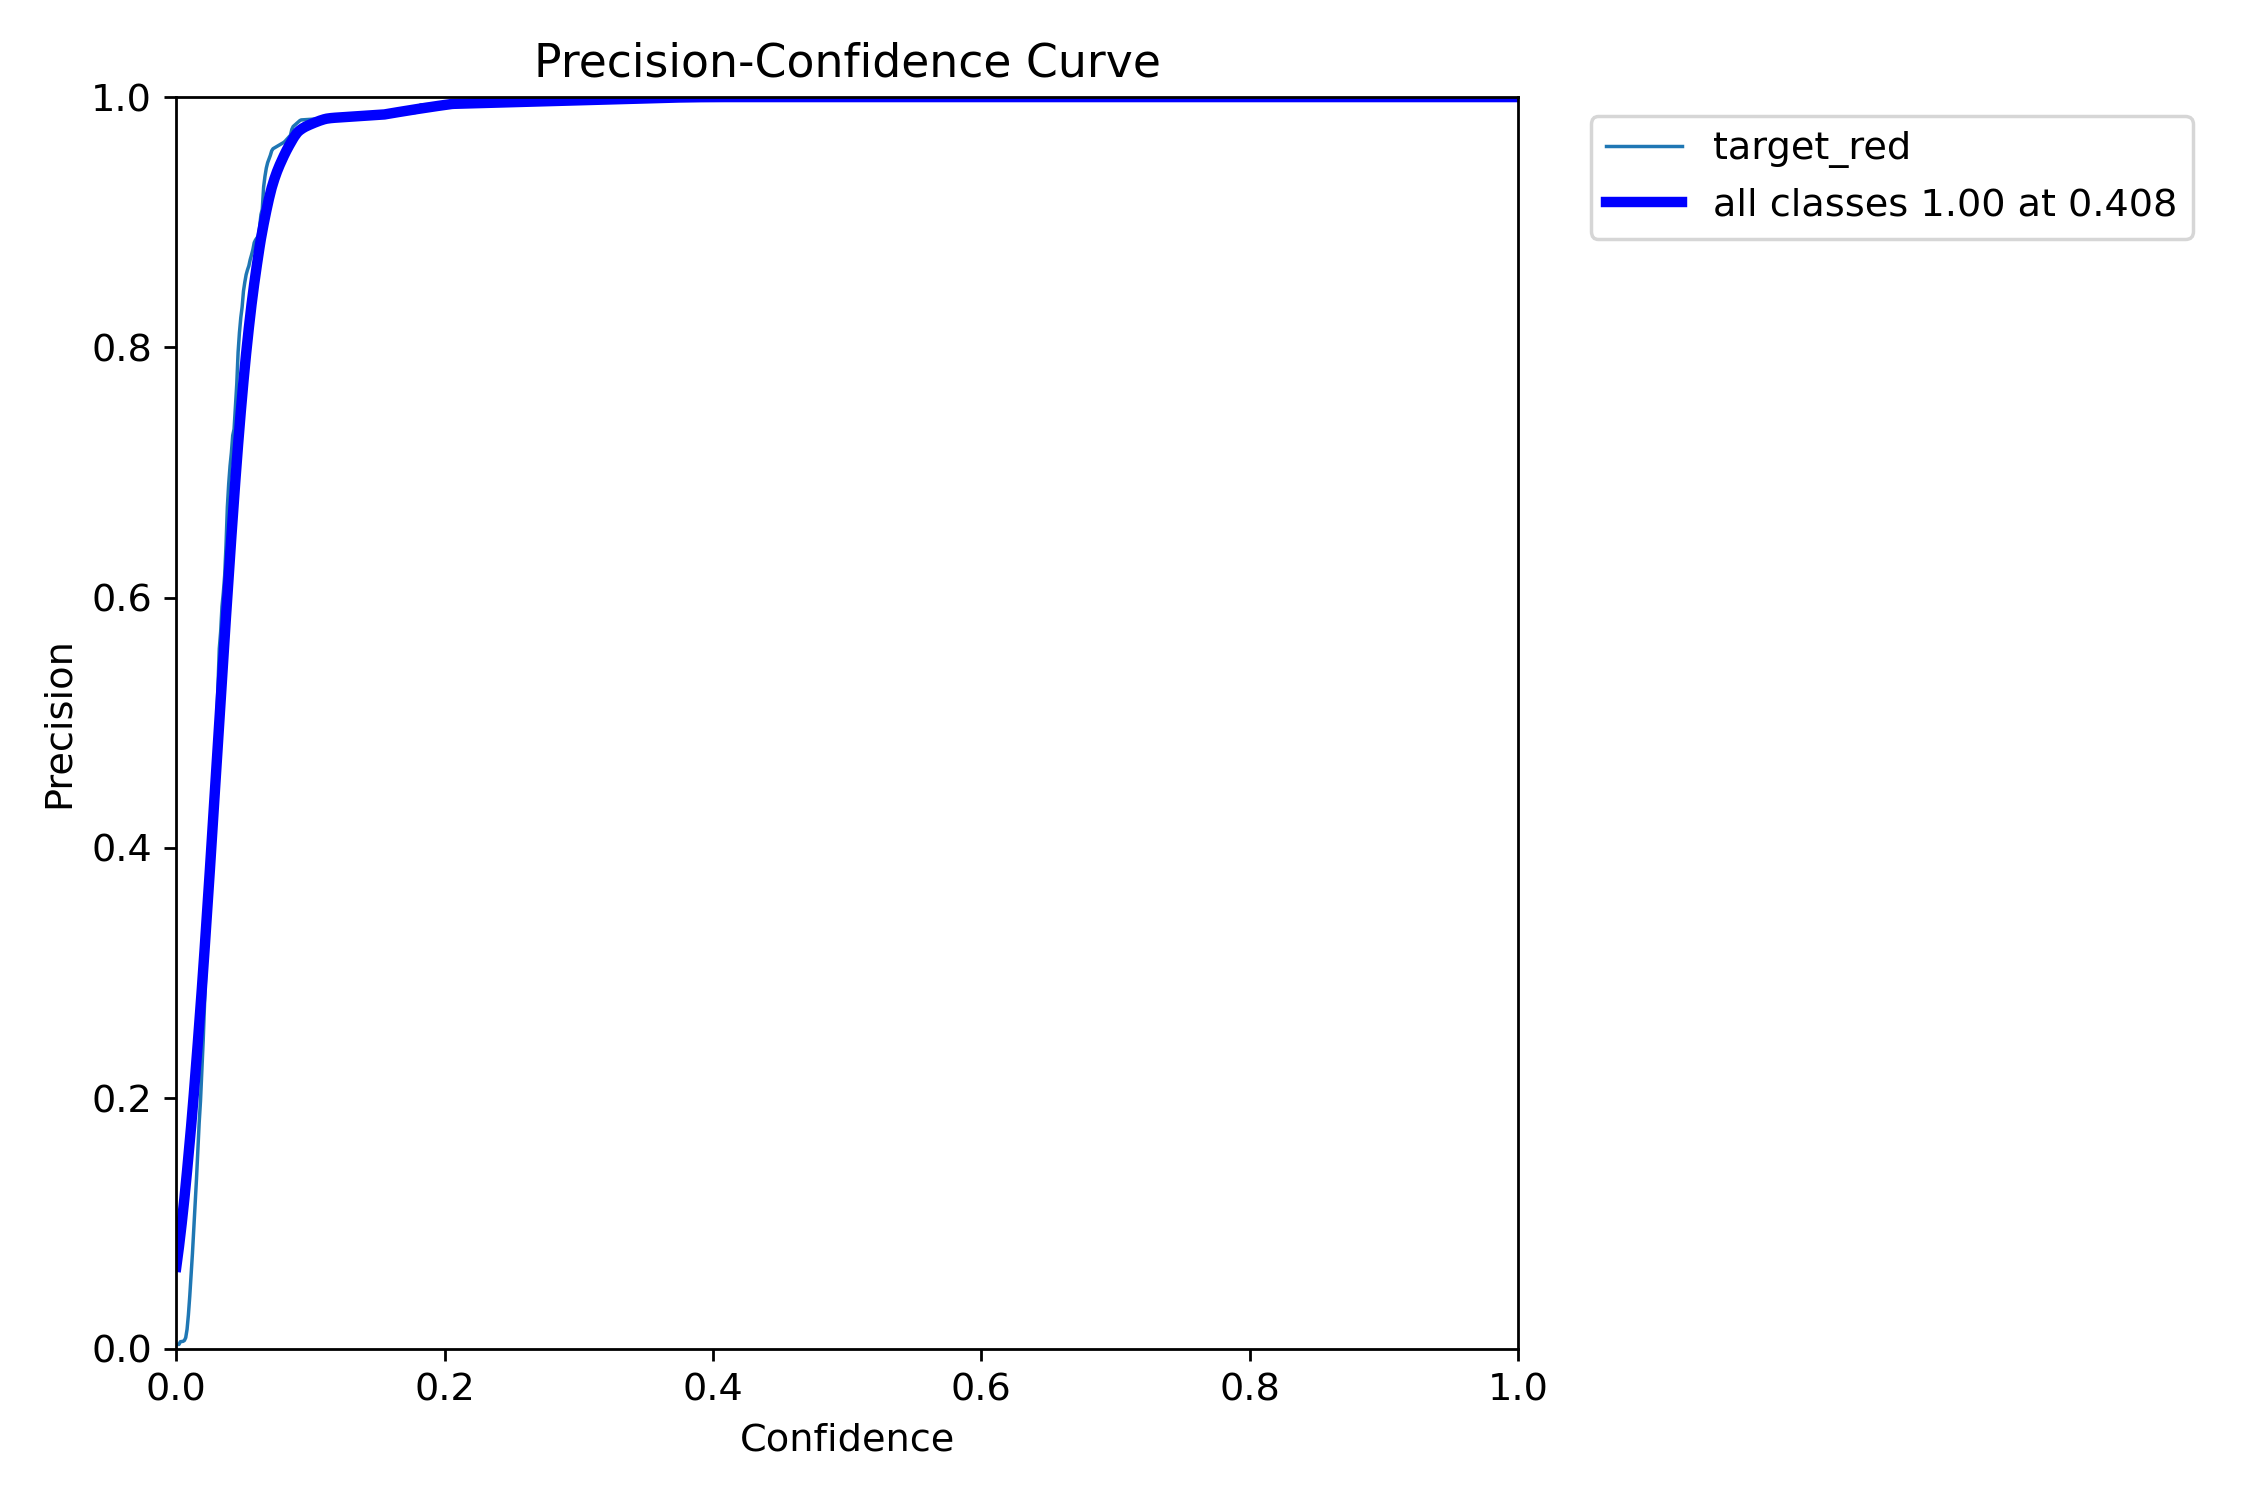 Precision-Confidence Curve
target_red
all classes 1.00 at 0.408
1.0
0.8
0.6
0.4
0.2
0.0
Precision
0.0 0.2 0.4 0.6 0.8 1.0
Confidence